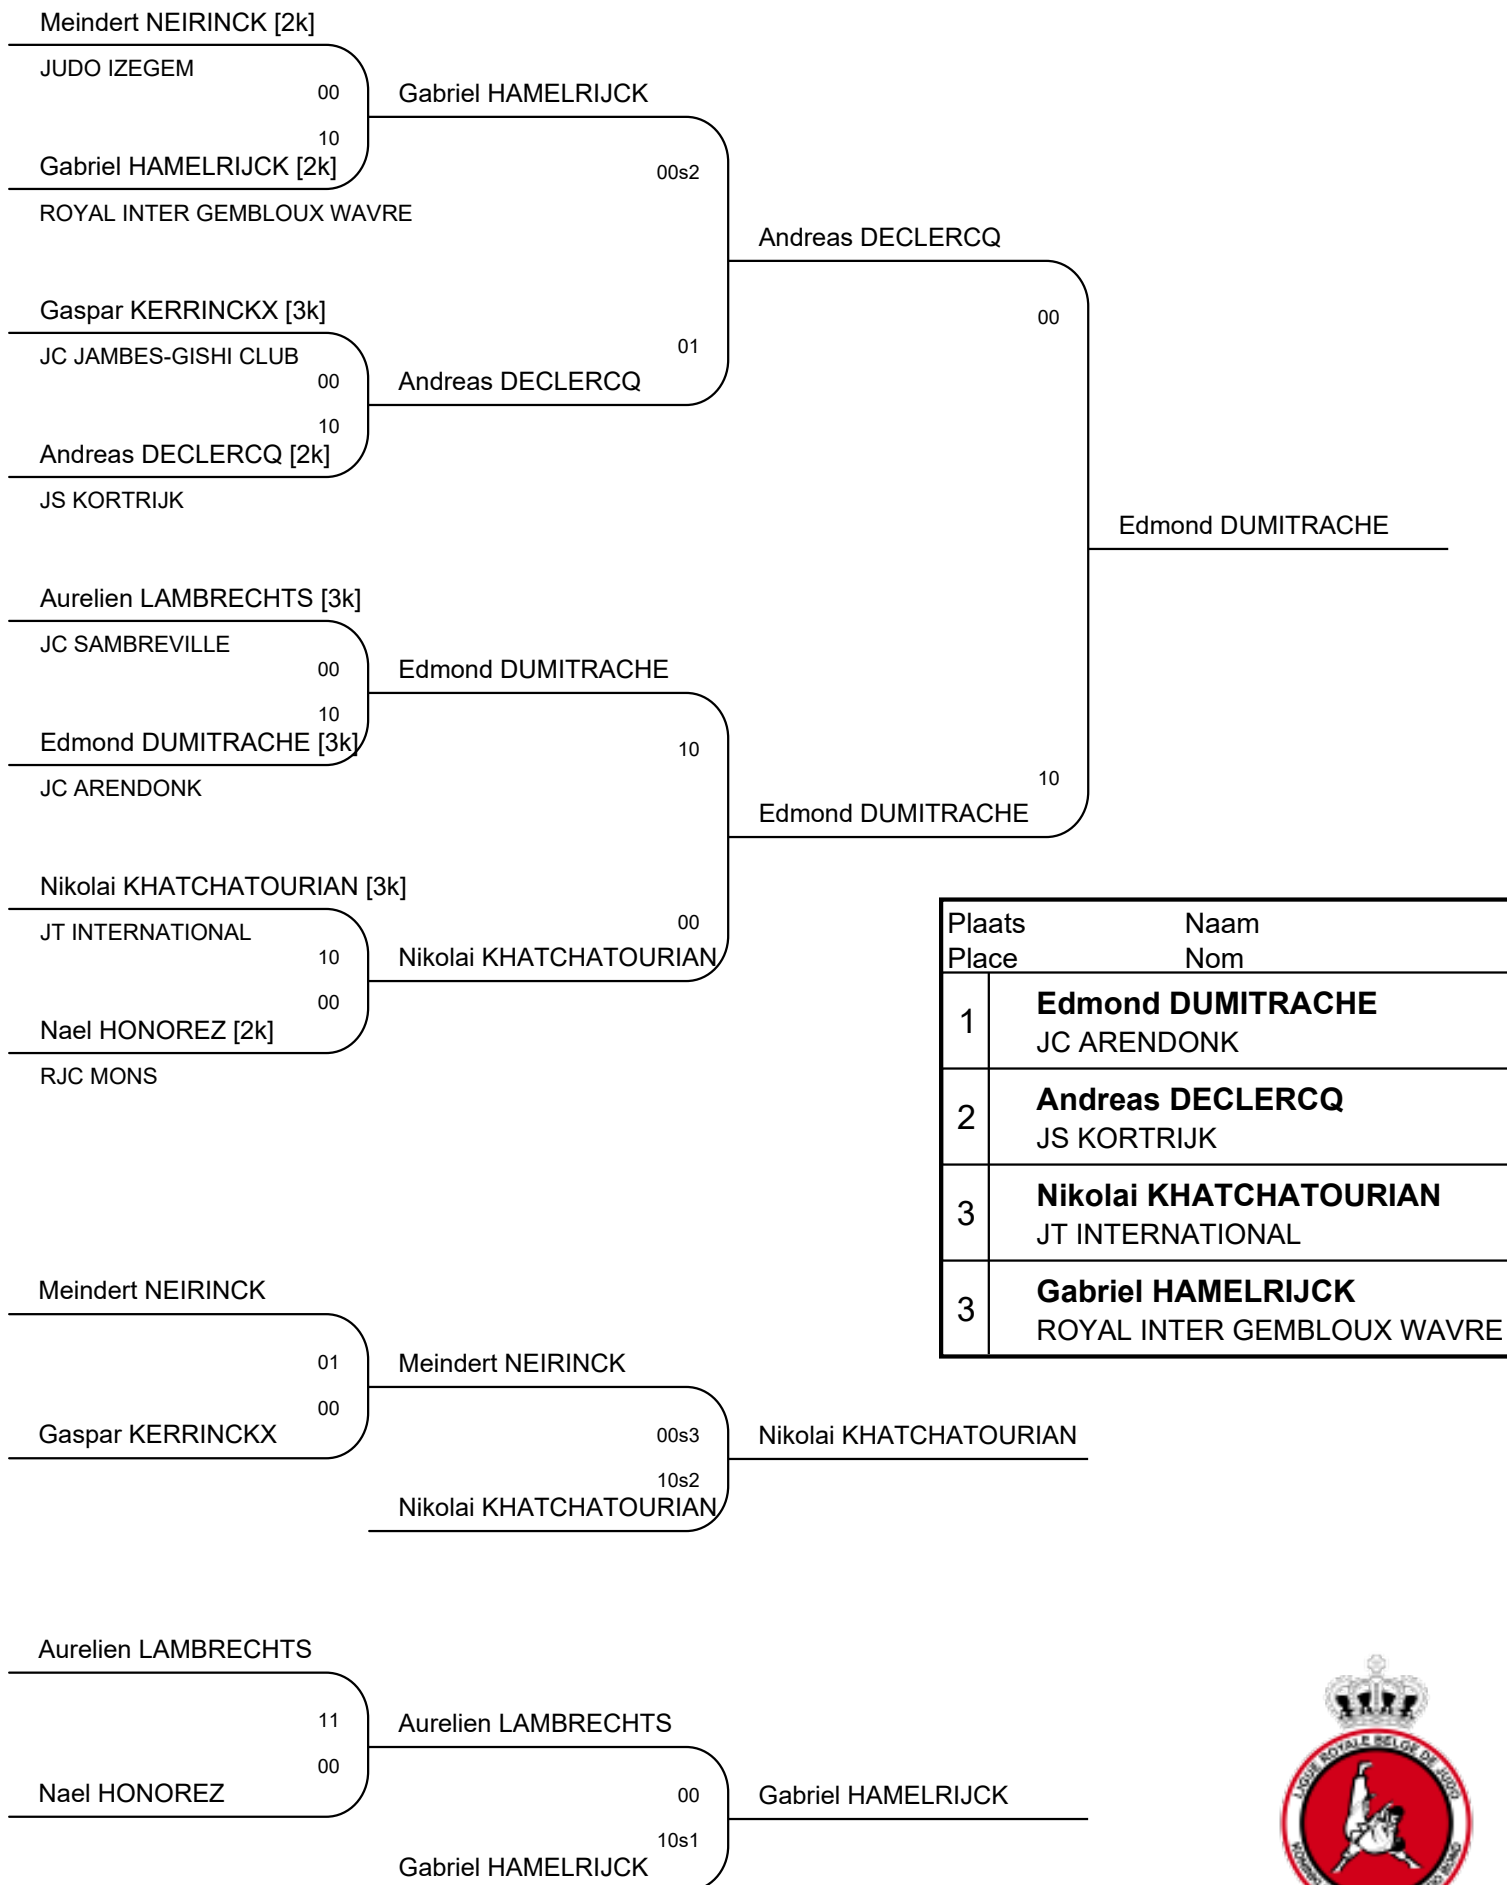 Meindert NEIRINCK [2k]
JUDO IZEGEM
00
10
Gabriel HAMELRIJCK [2k]
ROYAL INTER GEMBLOUX WAVRE
Gabriel HAMELRIJCK
00s2
01
Gaspar KERRINCKX [3k]
JC JAMBES-GISHI CLUB
00
10
Andreas DECLERCQ [2k]
JS KORTRIJK
Andreas DECLERCQ
Andreas DECLERCQ
00
10
Edmond DUMITRACHE
Aurelien LAMBRECHTS [3k]
JC SAMBREVILLE
00
10
Edmond DUMITRACHE [3k]
JC ARENDONK
Edmond DUMITRACHE
10
00
Edmond DUMITRACHE
Nikolai KHATCHATOURIAN [3k]
JT INTERNATIONAL
10
00
Nael HONOREZ [2k]
RJC MONS
Nikolai KHATCHATOURIAN
Plaats Naam
Place Nom
1 Edmond DUMITRACHE
JC ARENDONK
2 Andreas DECLERCQ
JS KORTRIJK
3 Nikolai KHATCHATOURIAN
JT INTERNATIONAL
3 Gabriel HAMELRIJCK
ROYAL INTER GEMBLOUX WAVRE
Meindert NEIRINCK
01
00
Gaspar KERRINCKX
Meindert NEIRINCK
00s3
10s2
Nikolai KHATCHATOURIAN
Nikolai KHATCHATOURIAN
Aurelien LAMBRECHTS
11
00
Nael HONOREZ
Aurelien LAMBRECHTS
00
10s1
Gabriel HAMELRIJCK
Gabriel HAMELRIJCK
LIGUE ROYALE BELGE DE JUDO